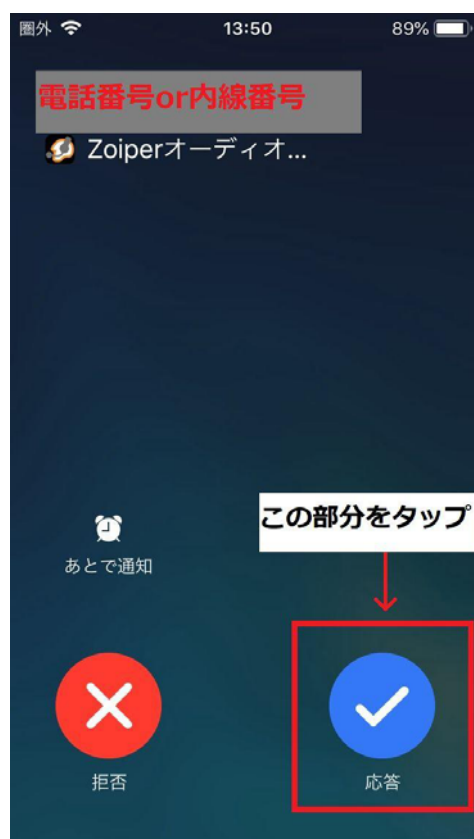 圏外 13:50 89%
電話番号or内線番号
Zoiperオーディオ...
この部分をタップ
あとで通知
拒否 応答